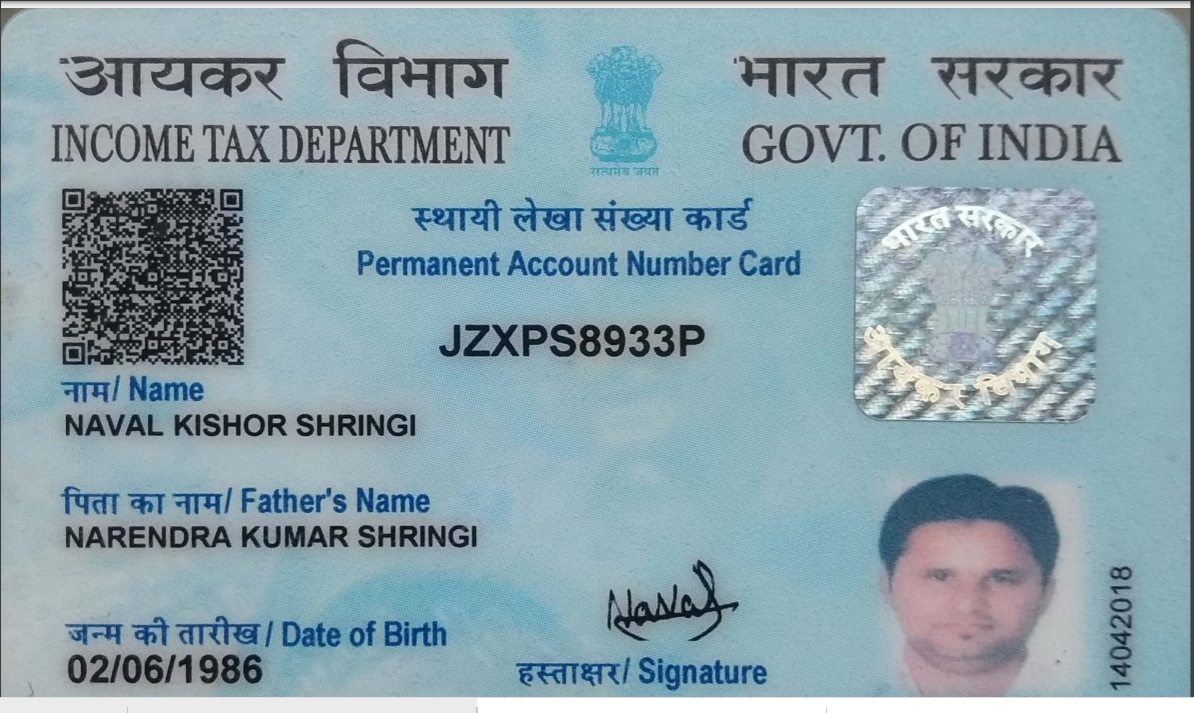 आयकर विभाग
INCOME TAX DEPARTMENT
सत्यमेव जयते
भारत सरकार
GOVT. OF INDIA
स्थायी लेखा संख्या कार्ड
Permanent Account Number Card
JZXPS8933P
भारत सरकार
आयकर विभाग
नाम/ Name
NAVAL KISHOR SHRINGI
पिता का नाम/ Father's Name
NARENDRA KUMAR SHRINGI
जन्म की तारीख / Date of Birth
02/06/1986
Naval
हस्ताक्षर/ Signature
14042018